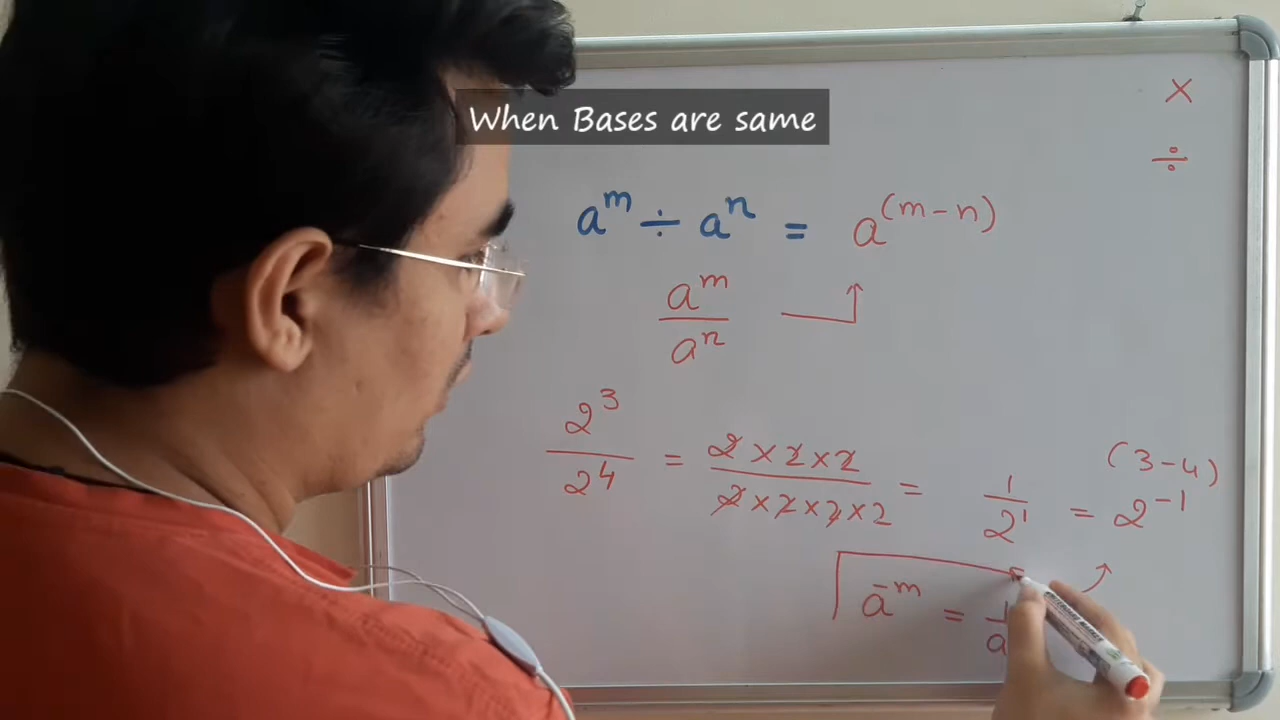 When Bases are same
×
÷
a^m ÷ a^n = a^(m-n)
a^m / a^n
2^3 / 2^4 = 2×2×2 / 2×2×2×2 = 1 / 2^1 = 2^-1 (3-4)
a^-m = 1 / a